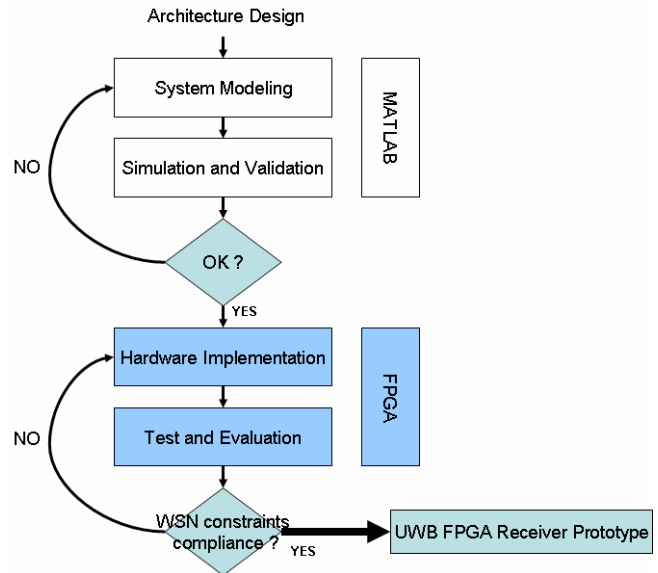 Architecture Design
System Modeling
MATLAB
Simulation and Validation
NO
OK ?
YES
Hardware Implementation
FPGA
Test and Evaluation
NO
WSN constraints
compliance ?
YES
UWB FPGA Receiver Prototype